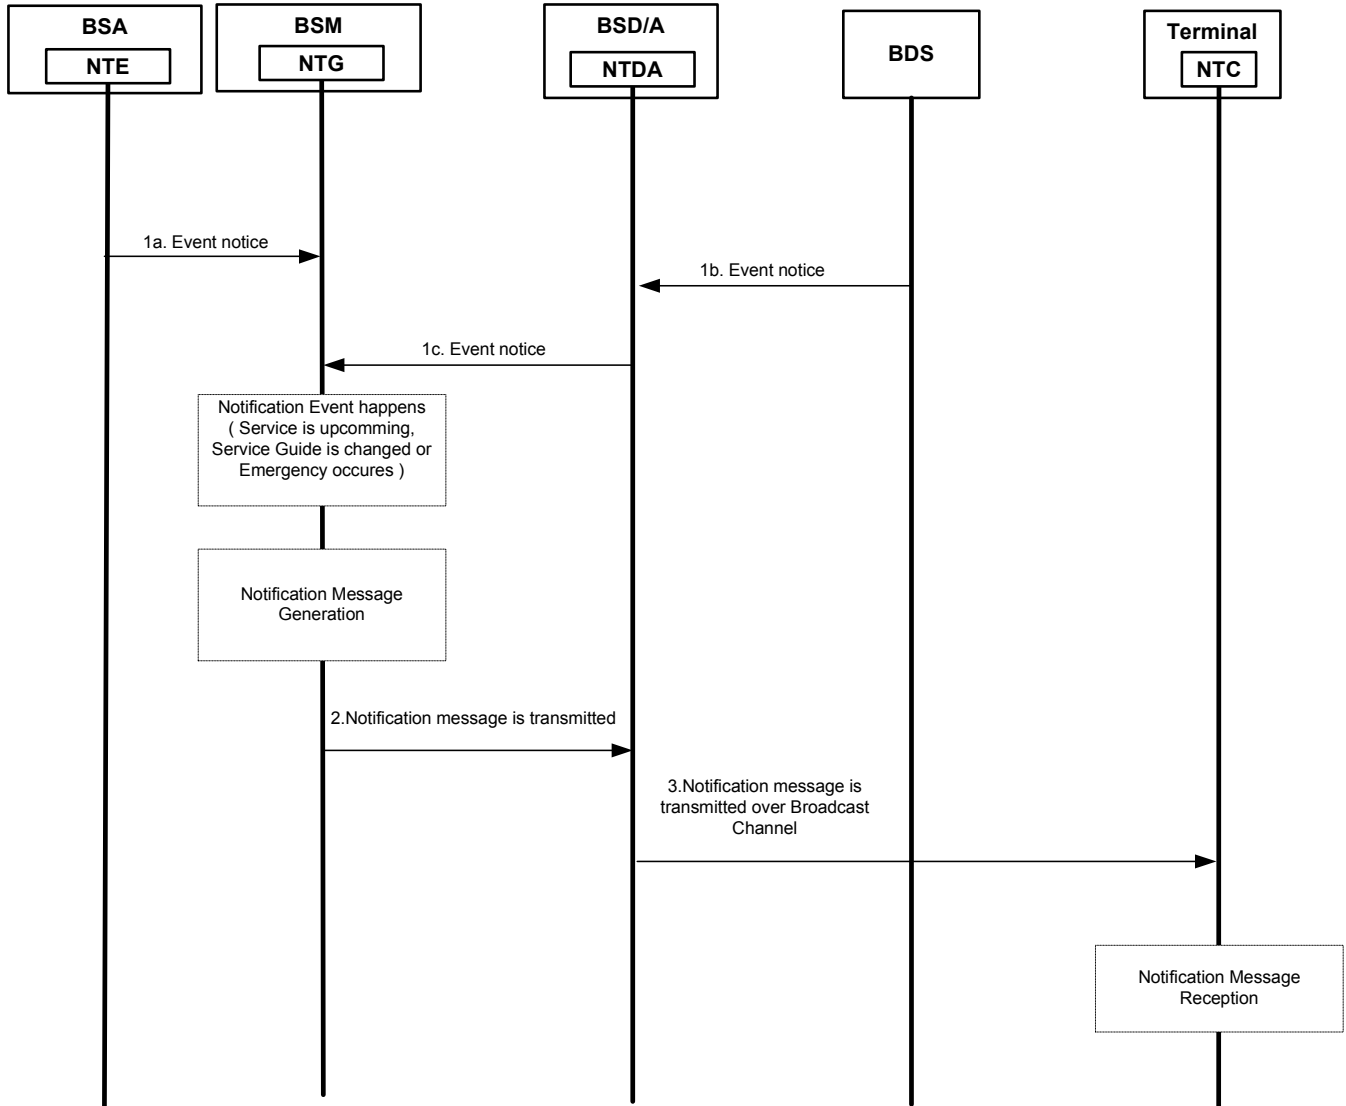 BSA
NTE
BSM
NTG
BSD/A
NTDA
BDS
Terminal
NTC
1a. Event notice
1b. Event notice
1c. Event notice
Notification Event happens
( Service is upcomming,
Service Guide is changed or
Emergency occures )
Notification Message
Generation
2.Notification message is transmitted
3.Notification message is
transmitted over Broadcast
Channel
Notification Message
Reception